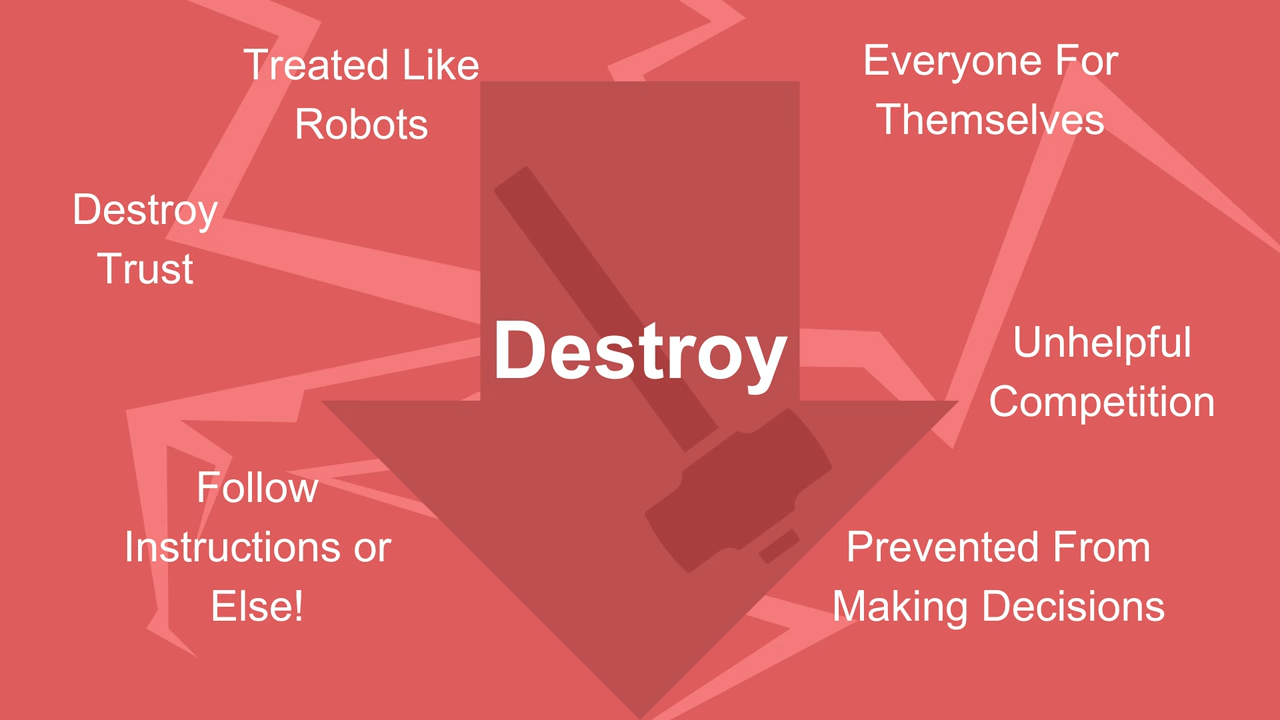 Treated Like
Robots
Everyone For
Themselves
Destroy
Trust
Destroy
Unhelpful
Competition
Follow
Instructions or
Else!
Prevented From
Making Decisions